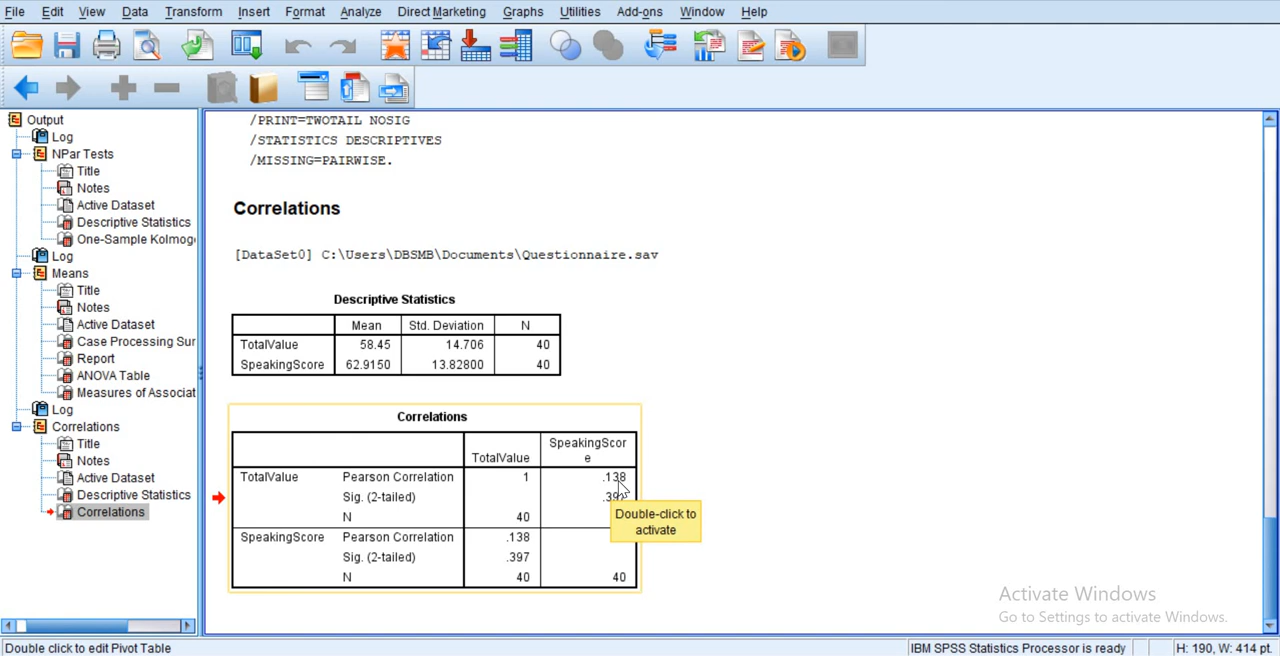 File Edit View Data Transform Insert Format Analyze Direct Marketing Graphs Utilities Add-ons Window Help
Output
Log
NPar Tests
Title
Notes
Active Dataset
Descriptive Statistics
One-Sample Kolmog
Log
Means
Title
Notes
Active Dataset
Case Processing Sur
Report
ANOVA Table
Measures of Associat
Log
Correlations
Title
Notes
Active Dataset
Descriptive Statistics
Correlations
/PRINT=TWOTAIL NOSIG
/STATISTICS DESCRIPTIVES
/MISSING=PAIRWISE.
Correlations
[DataSet0] C:\Users\DBSMB\Documents\Questionnaire.sav
Descriptive Statistics
Mean Std. Deviation N
TotalValue 58.45 14.706 40
SpeakingScore 62.9150 13.82800 40
Correlations
TotalValue SpeakingScor
e
TotalValue Pearson Correlation 1 .138
Sig. (2-tailed) .397
N 40
SpeakingScore Pearson Correlation .138
Sig. (2-tailed) .397
N 40 40
Double-click to
activate
Activate Windows
Go to Settings to activate Windows.
Double click to edit Pivot Table IBM SPSS Statistics Processor is ready H: 190, W: 414 pt.